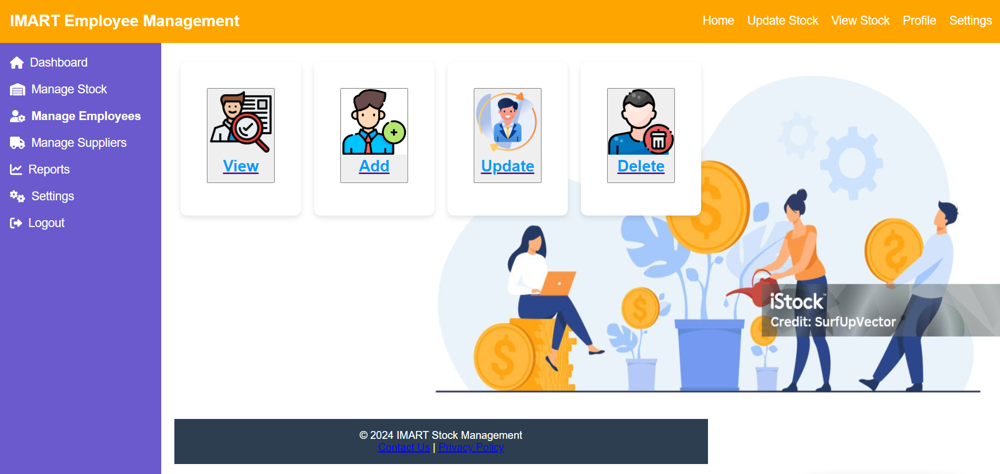 IMART Employee Management
Home Update Stock View Stock Profile Settings
Dashboard
Manage Stock
Manage Employees
Manage Suppliers
Reports
Settings
Logout
View
Add
Update
Delete
iStock™
Credit: SurfUpVector
© 2024 IMART Stock Management
Contact Us | Privacy Policy